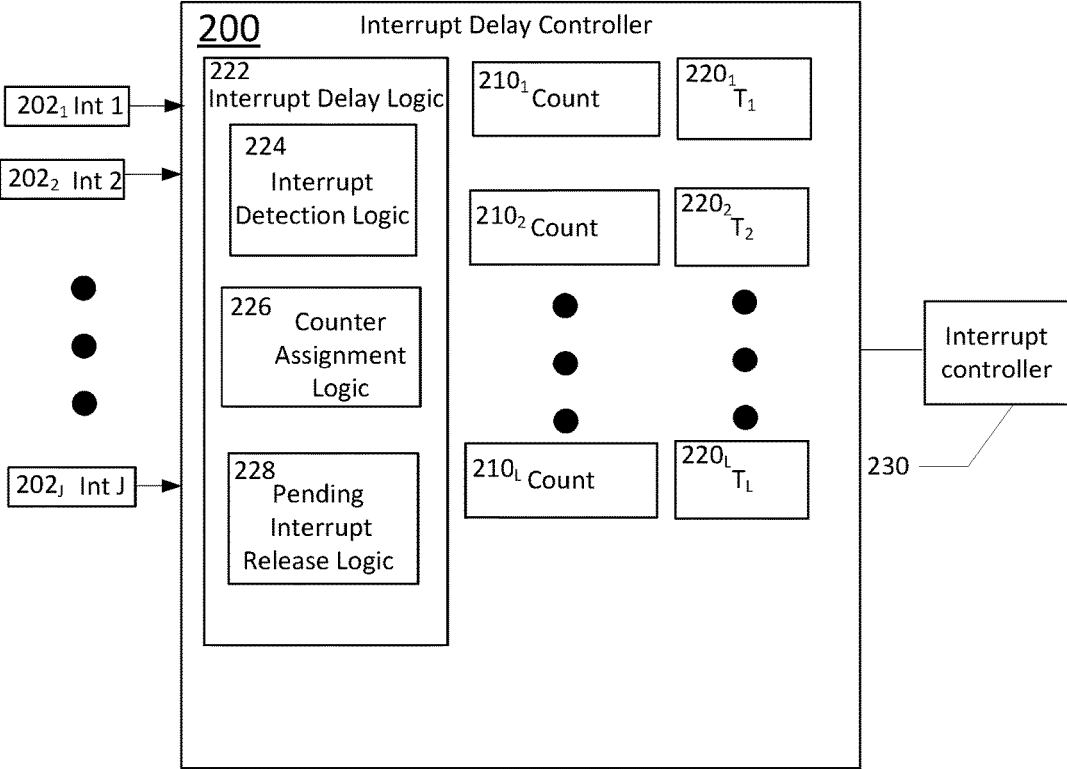 200 Interrupt Delay Controller
202₁ Int 1
202₂ Int 2
202ⱼ Int J
222
Interrupt Delay Logic
224
Interrupt
Detection Logic
226 Counter
Assignment
Logic
228
Pending
Interrupt
Release Logic
210₁ Count
220₁
T₁
210₂ Count
220₂
T₂
210L Count
220L
TL
Interrupt
controller
230